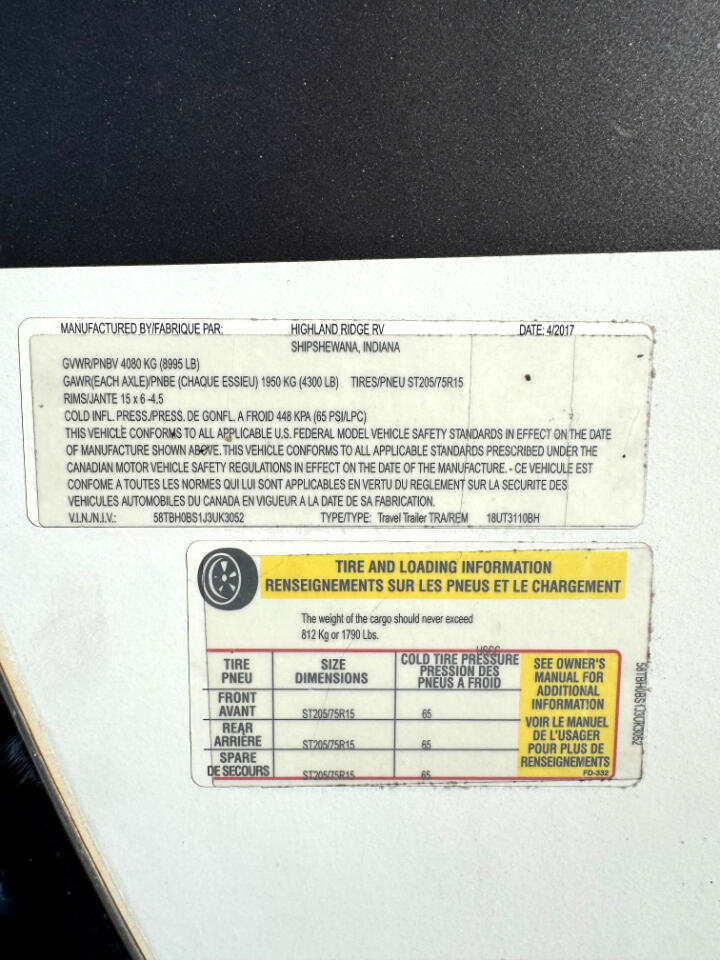 MANUFACTURED BY/FABRIQUE PAR: HIGHLAND RIDGE RV DATE: 4/2017
SHIPSHEWANA, INDIANA
GVWR/PNBV 4080 KG (8995 LB)
GAWR(EACH AXLE)/PNBE (CHAQUE ESSIEU) 1950 KG (4300 LB) TIRES/PNEU ST205/75R15
RIMS/JANTE 15 x 6 -4.5
COLD INFL. PRESS./PRESS. DE GONFL. A FROID 448 KPA (65 PSI/LPC)
THIS VEHICLE CONFORMS TO ALL APPLICABLE U.S. FEDERAL MODEL VEHICLE SAFETY STANDARDS IN EFFECT ON THE DATE
OF MANUFACTURE SHOWN ABOVE. THIS VEHICLE CONFORMS TO ALL APPLICABLE STANDARDS PRESCRIBED UNDER THE
CANADIAN MOTOR VEHICLE SAFETY REGULATIONS IN EFFECT ON THE DATE OF THE MANUFACTURE. - CE VEHICULE EST
CONFOME A TOUTES LES NORMES QUI LUI SONT APPLICABLES EN VERTU DU REGLEMENT SUR LA SECURITE DES
VEHICULES AUTOMOBILES DU CANADA EN VIGUEUR A LA DATE DE SA FABRICATION.
V.I.N./N.I.V.: 58TBH0BS1J3UK3052 TYPE/TYPE: Travel Trailer TRA/REM 18UT3110BH
TIRE AND LOADING INFORMATION
RENSEIGNEMENTS SUR LES PNEUS ET LE CHARGEMENT
The weight of the cargo should never exceed
812 Kg or 1790 Lbs.
TIRE
PNEU
SIZE
DIMENSIONS
COLD TIRE PRESSURE
PRESSION DES
PNEUS A FROID
FRONT
AVANT
ST205/75R15
65
REAR
ARRIÈRE
ST205/75R15
65
SPARE
DE SECOURS
ST205/75R15
65
SEE OWNER'S
MANUAL FOR
ADDITIONAL
INFORMATION
VOIR LE MANUEL
DE L'USAGER
POUR PLUS DE
RENSEIGNEMENTS
FD-332
58TBH0BS1J3UK3052